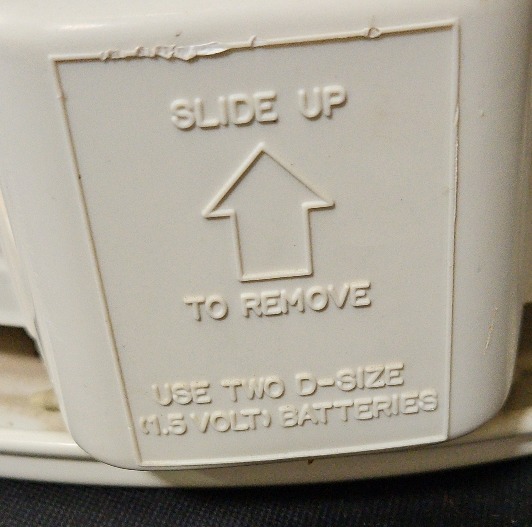 SLIDE UP
TO REMOVE
USE TWO D-SIZE
(1.5 VOLT) BATTERIES